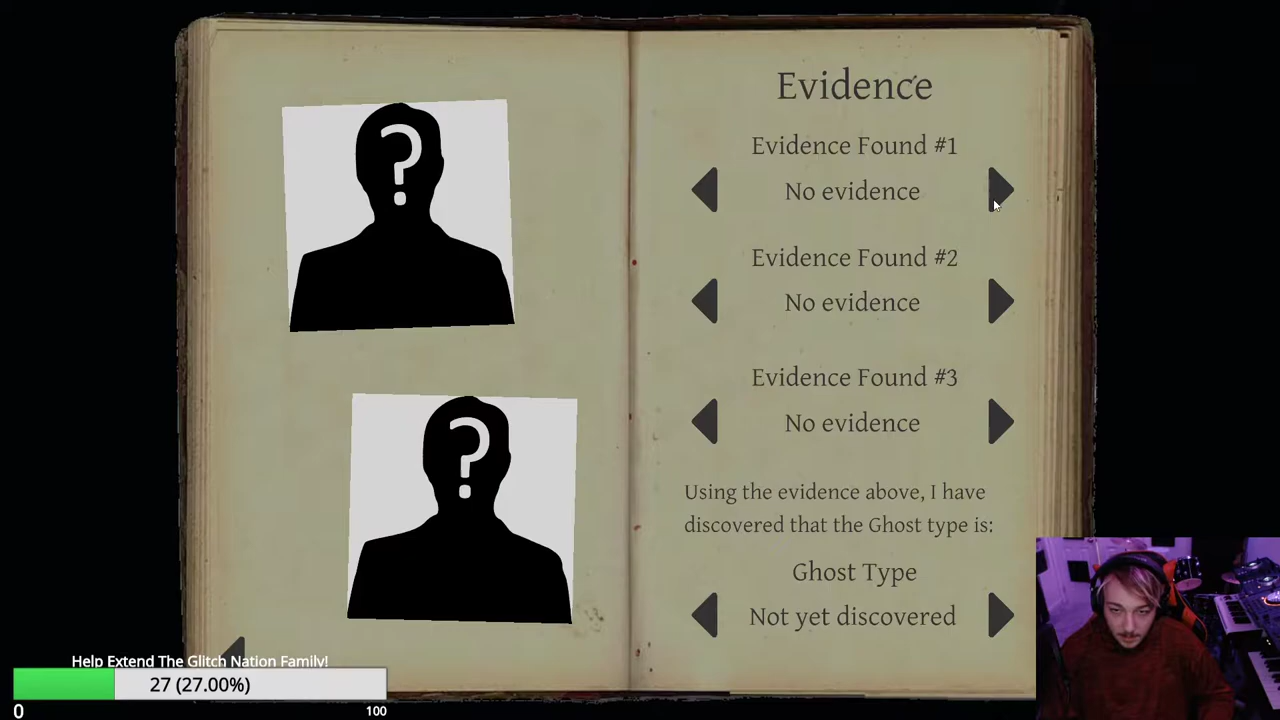 Evidence
Evidence Found #1
No evidence
Evidence Found #2
No evidence
Evidence Found #3
No evidence
Using the evidence above, I have
discovered that the Ghost type is:
Ghost Type
Not yet discovered
?
?
Help Extend The Glitch Nation Family!
27 (27.00%)
0
100